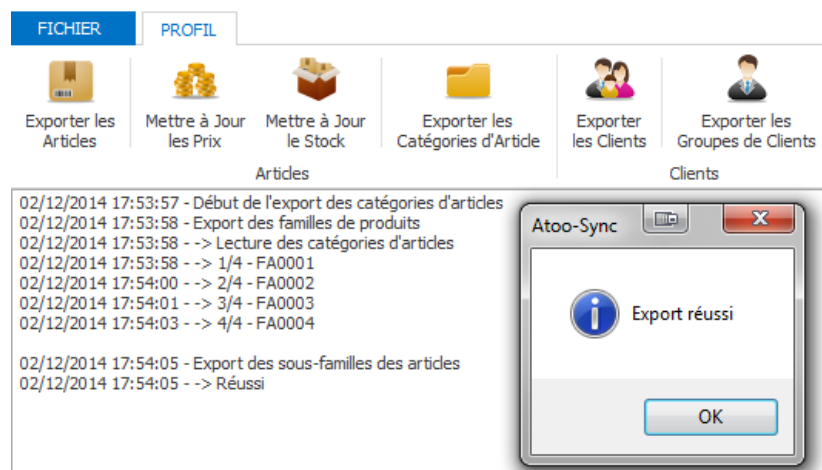 FICHIER PROFIL
Exporter les Articles
Mettre à Jour les Prix
Mettre à Jour le Stock
Exporter les Catégories d'Article
Exporter les Clients
Exporter les Groupes de Clients
Articles
Clients
02/12/2014 17:53:57 - Début de l'export des catégories d'articles
02/12/2014 17:53:58 - Export des familles de produits
02/12/2014 17:53:58 - -> Lecture des catégories d'articles
02/12/2014 17:53:58 - -> 1/4 - FA0001
02/12/2014 17:54:00 - -> 2/4 - FA0002
02/12/2014 17:54:01 - -> 3/4 - FA0003
02/12/2014 17:54:03 - -> 4/4 - FA0004
02/12/2014 17:54:05 - Export des sous-familles des articles
02/12/2014 17:54:05 - -> Réussi
Atoo-Sync
Export réussi
OK